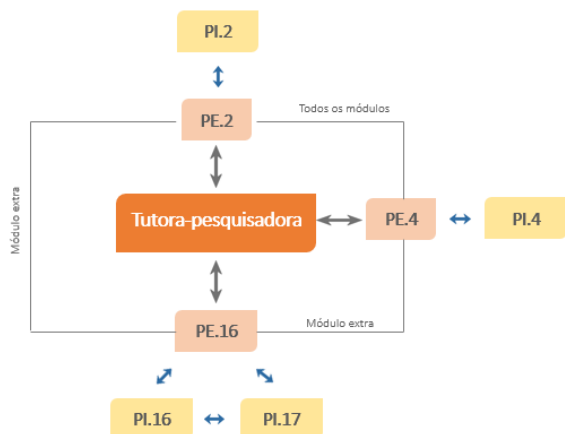 PI.2
Todos os módulos
PE.2
Tutora-pesquisadora
PE.4
PI.4
Módulo extra
PE.16
Módulo extra
PI.16
PI.17